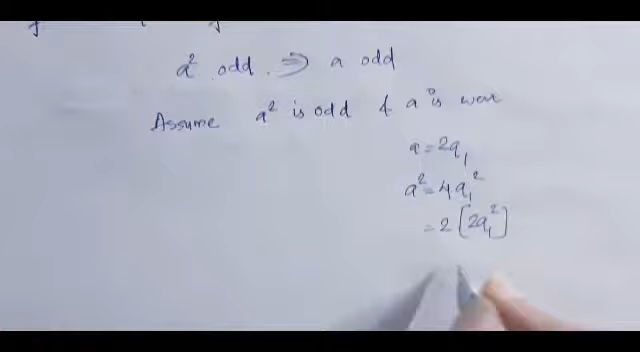 a² odd ⇒ a odd
Assume a² is odd & a is even
a = 2a₁
a² = 4a₁²
= 2[2a₁²]